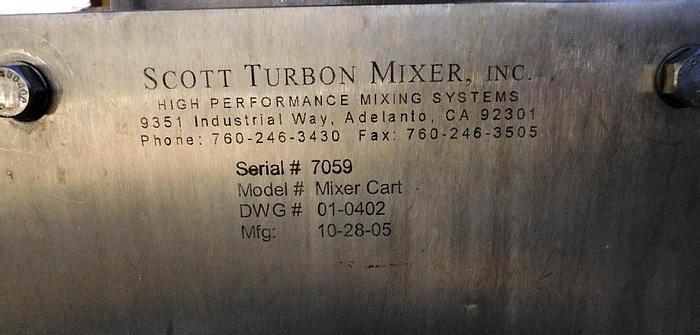 SCOTT TURBON MIXER, INC.
HIGH PERFORMANCE MIXING SYSTEMS
9351 Industrial Way, Adelanto, CA 92301
Phone: 760-246-3430 Fax: 760-246-3505
Serial # 7059
Model # Mixer Cart
DWG # 01-0402
Mfg: 10-28-05